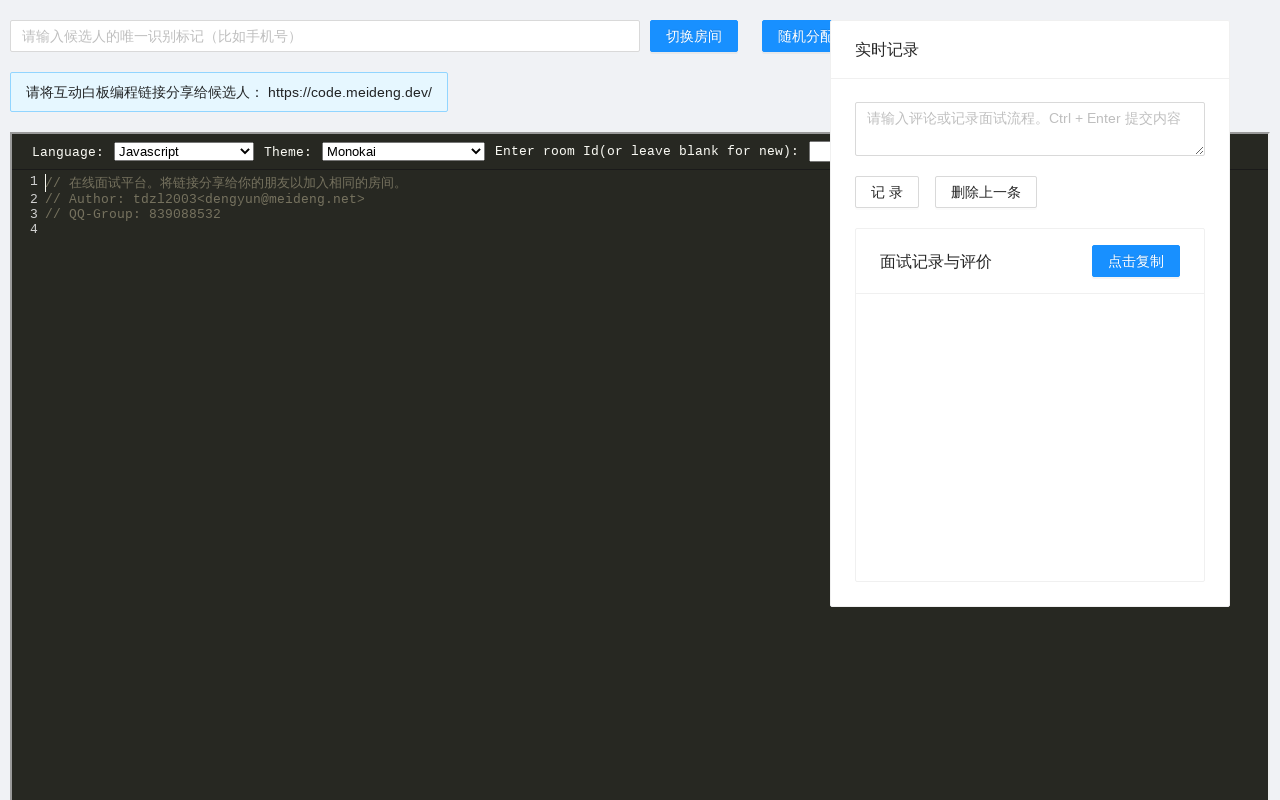 请输入候选人的唯一识别标记（比如手机号）
切换房间
随机分配
请将互动白板编程链接分享给候选人： https://code.meideng.dev/
Language: Javascript Theme: Monokai Enter room Id(or leave blank for new):
1 // 在线面试平台。将链接分享给你的朋友以加入相同的房间。
2 // Author: tdzl2003<dengyun@meideng.net>
3 // QQ-Group: 839088532
4
实时记录
请输入评论或记录面试流程。Ctrl + Enter 提交内容
记 录
删除上一条
面试记录与评价
点击复制